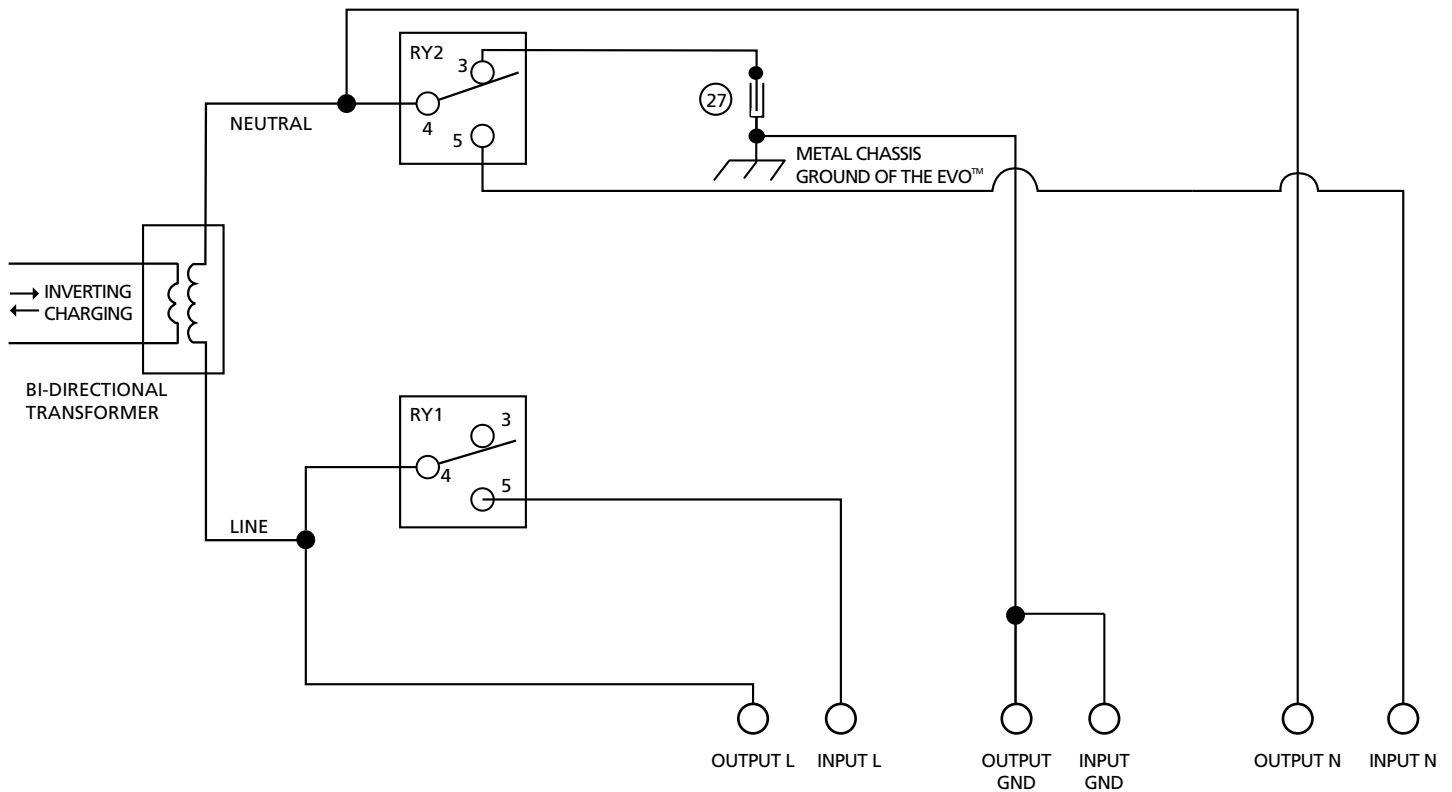 RY2
3
4
5
27
NEUTRAL
METAL CHASSIS
GROUND OF THE EVO™
INVERTING
CHARGING
BI-DIRECTIONAL
TRANSFORMER
RY1
3
4
5
LINE
OUTPUT L
INPUT L
OUTPUT
GND
INPUT
GND
OUTPUT N
INPUT N